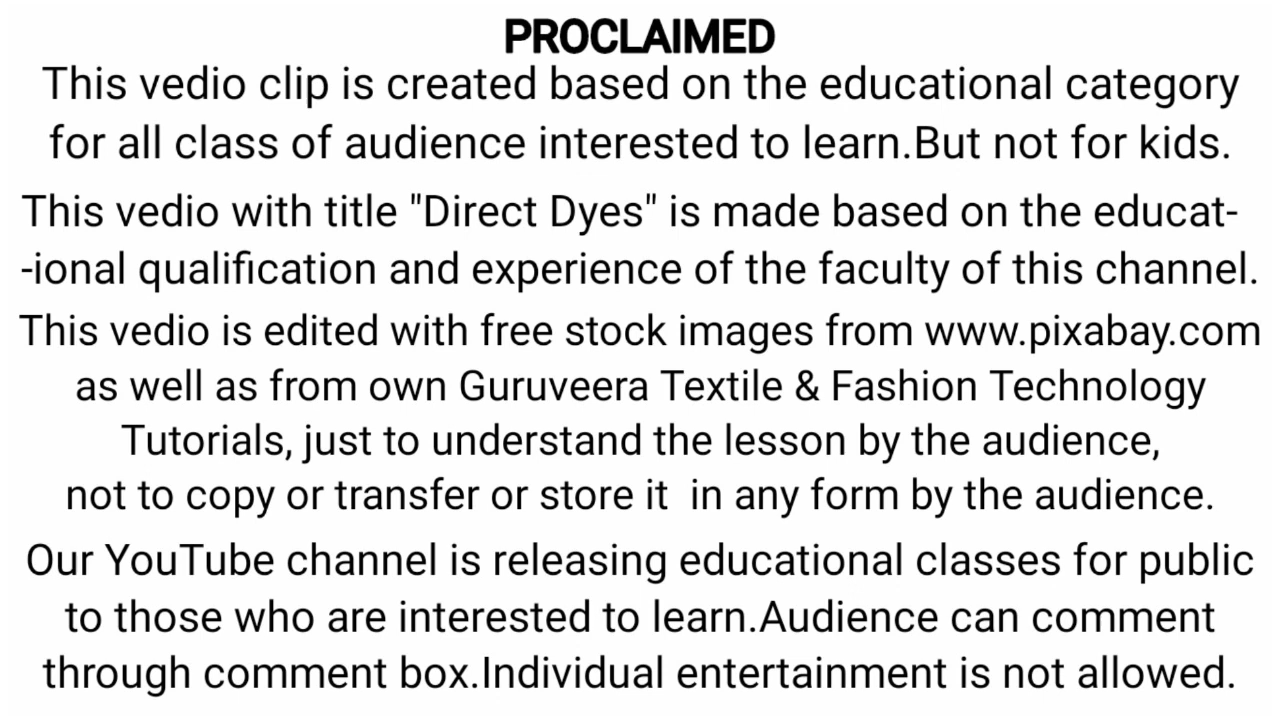 PROCLAIMED
This vedio clip is created based on the educational category
for all class of audience interested to learn.But not for kids.
This vedio with title "Direct Dyes" is made based on the educat-
-ional qualification and experience of the faculty of this channel.
This vedio is edited with free stock images from www.pixabay.com
as well as from own Guruveera Textile & Fashion Technology
Tutorials, just to understand the lesson by the audience,
not to copy or transfer or store it  in any form by the audience.
Our YouTube channel is releasing educational classes for public
to those who are interested to learn.Audience can comment
through comment box.Individual entertainment is not allowed.